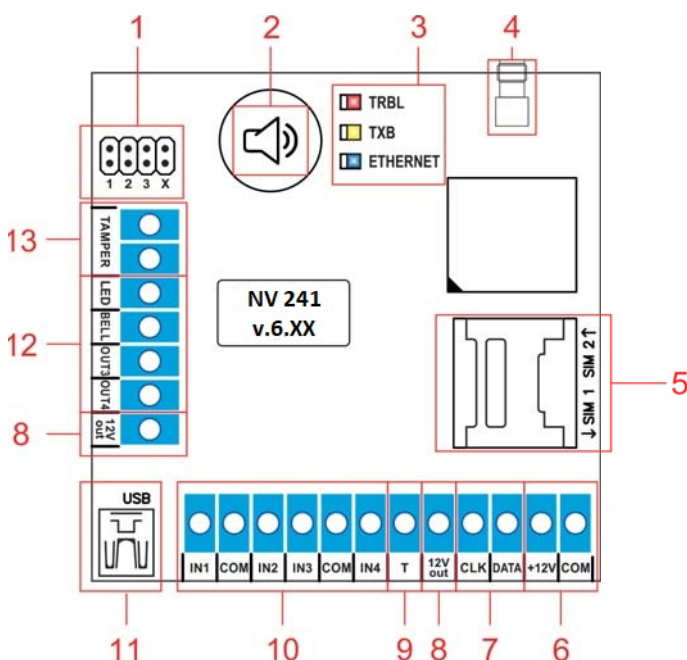 1
2
3
4
TRBL
TXB
ETHERNET
1 2 3 X
13
TAMPER
LED
BELL
OUT3
OUT4
12
8
12V
out
NV 241
v.6.XX
↓SIM 1 SIM 2↑
5
USB
IN1 COM IN2 IN3 COM IN4 T 12V out CLK DATA +12V COM
11 10 9 8 7 6